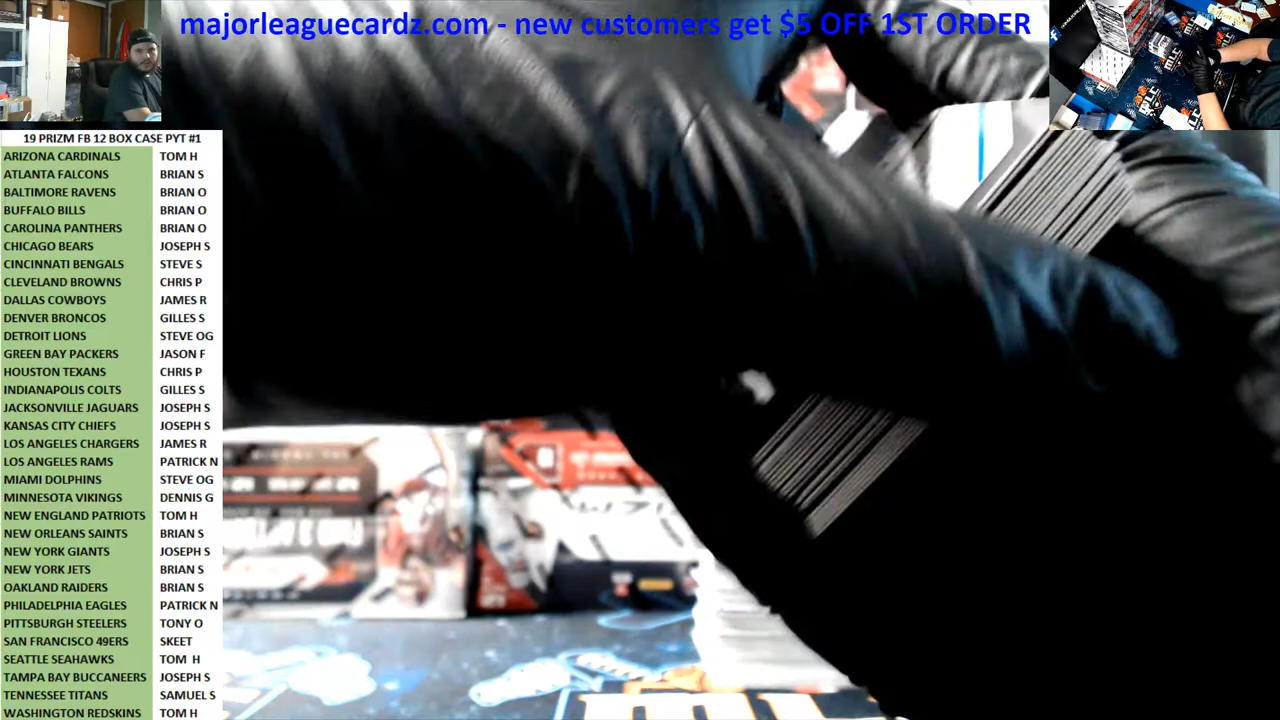 majorleaguecardz.com - new customers get $5 OFF 1ST ORDER
19 PRIZM FB 12 BOX CASE PYT #1
ARIZONA CARDINALS TOM H
ATLANTA FALCONS BRIAN S
BALTIMORE RAVENS BRIAN O
BUFFALO BILLS BRIAN O
CAROLINA PANTHERS BRIAN O
CHICAGO BEARS JOSEPH S
CINCINNATI BENGALS STEVE S
CLEVELAND BROWNS CHRIS P
DALLAS COWBOYS JAMES R
DENVER BRONCOS GILLES S
DETROIT LIONS STEVE OG
GREEN BAY PACKERS JASON F
HOUSTON TEXANS CHRIS P
INDIANAPOLIS COLTS GILLES S
JACKSONVILLE JAGUARS JOSEPH S
KANSAS CITY CHIEFS JOSEPH S
LOS ANGELES CHARGERS JAMES R
LOS ANGELES RAMS PATRICK N
MIAMI DOLPHINS STEVE OG
MINNESOTA VIKINGS DENNIS G
NEW ENGLAND PATRIOTS TOM H
NEW ORLEANS SAINTS BRIAN S
NEW YORK GIANTS JOSEPH S
NEW YORK JETS BRIAN S
OAKLAND RAIDERS BRIAN S
PHILADELPHIA EAGLES PATRICK N
PITTSBURGH STEELERS TONY O
SAN FRANCISCO 49ERS SKEET
SEATTLE SEAHAWKS TOM H
TAMPA BAY BUCCANEERS JOSEPH S
TENNESSEE TITANS SAMUEL S
WASHINGTON REDSKINS TOM H